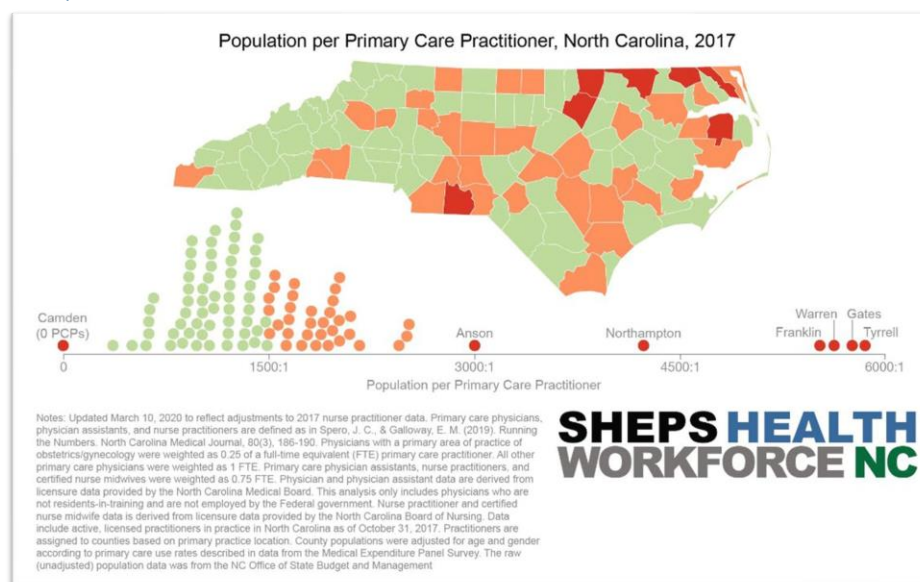 Population per Primary Care Practitioner, North Carolina, 2017
Camden
(0 PCPs)
Anson
Northampton
Warren
Gates
Franklin
Tyrrell
0
1500:1
3000:1
4500:1
6000:1
Population per Primary Care Practitioner
Notes: Updated March 10, 2020 to reflect adjustments to 2017 nurse practitioner data. Primary care physicians,
physician assistants, and nurse practitioners are defined as in Spero, J. C., & Galloway, E. M. (2019). Running
the Numbers. North Carolina Medical Journal, 80(3), 186-190. Physicians with a primary area of practice of
obstetrics/gynecology were weighted as 0.25 of a full-time equivalent (FTE) primary care practitioner. All other
primary care physicians were weighted as 1 FTE. Primary care physician assistants, nurse practitioners, and
certified nurse midwives were weighted as 0.75 FTE. Physician and physician assistant data are derived from
licensure data provided by the North Carolina Medical Board. This analysis only includes physicians who are
not residents-in-training and are not employed by the Federal government. Nurse practitioner and certified
nurse midwife data is derived from licensure data provided by the North Carolina Board of Nursing. Data
include active, licensed practitioners in practice in North Carolina as of October 31, 2017. Practitioners are
assigned to counties based on primary practice location. County populations were adjusted for age and gender
according to primary care use rates described in data from the Medical Expenditure Panel Survey. The raw
(unadjusted) population data was from the NC Office of State Budget and Management
SHEPS HEALTH
WORKFORCE NC